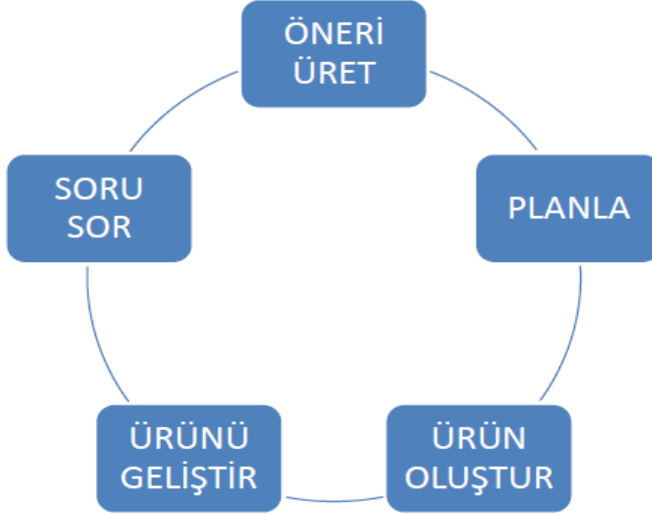 ÖNERİ
ÜRET
SORU
SOR
PLANLA
ÜRÜNÜ
GELİŞTİR
ÜRÜN
OLUŞTUR